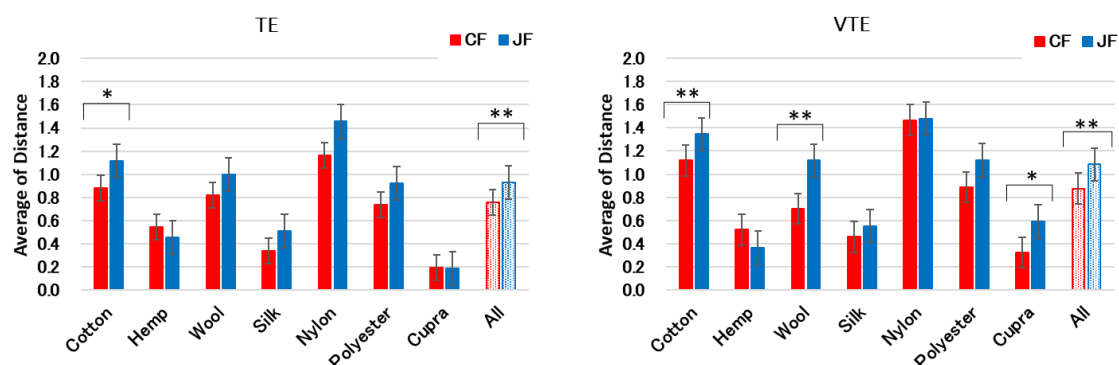 TE
CF JF
Average of Distance
2.0
1.8
1.6
1.4
1.2
1.0
0.8
0.6
0.4
0.2
0.0
*
**
Cotton
Hemp
Wool
Silk
Nylon
Polyester
Cupra
All
VTE
CF JF
Average of Distance
2.0
1.8
1.6
1.4
1.2
1.0
0.8
0.6
0.4
0.2
0.0
**
**
*
**
Cotton
Hemp
Wool
Silk
Nylon
Polyester
Cupra
All